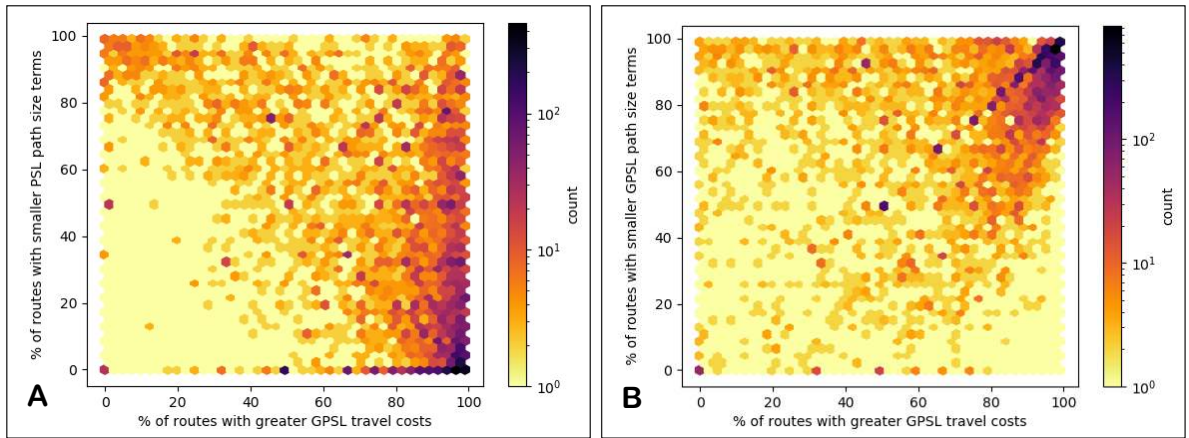 100
80
60
40
20
0
% of routes with smaller PSL path size terms
0 20 40 60 80 100
% of routes with greater GPSL travel costs
10²
10¹
10⁰
count
A
100
80
60
40
20
0
% of routes with smaller GPSL path size terms
0 20 40 60 80 100
% of routes with greater GPSL travel costs
10²
10¹
10⁰
count
B